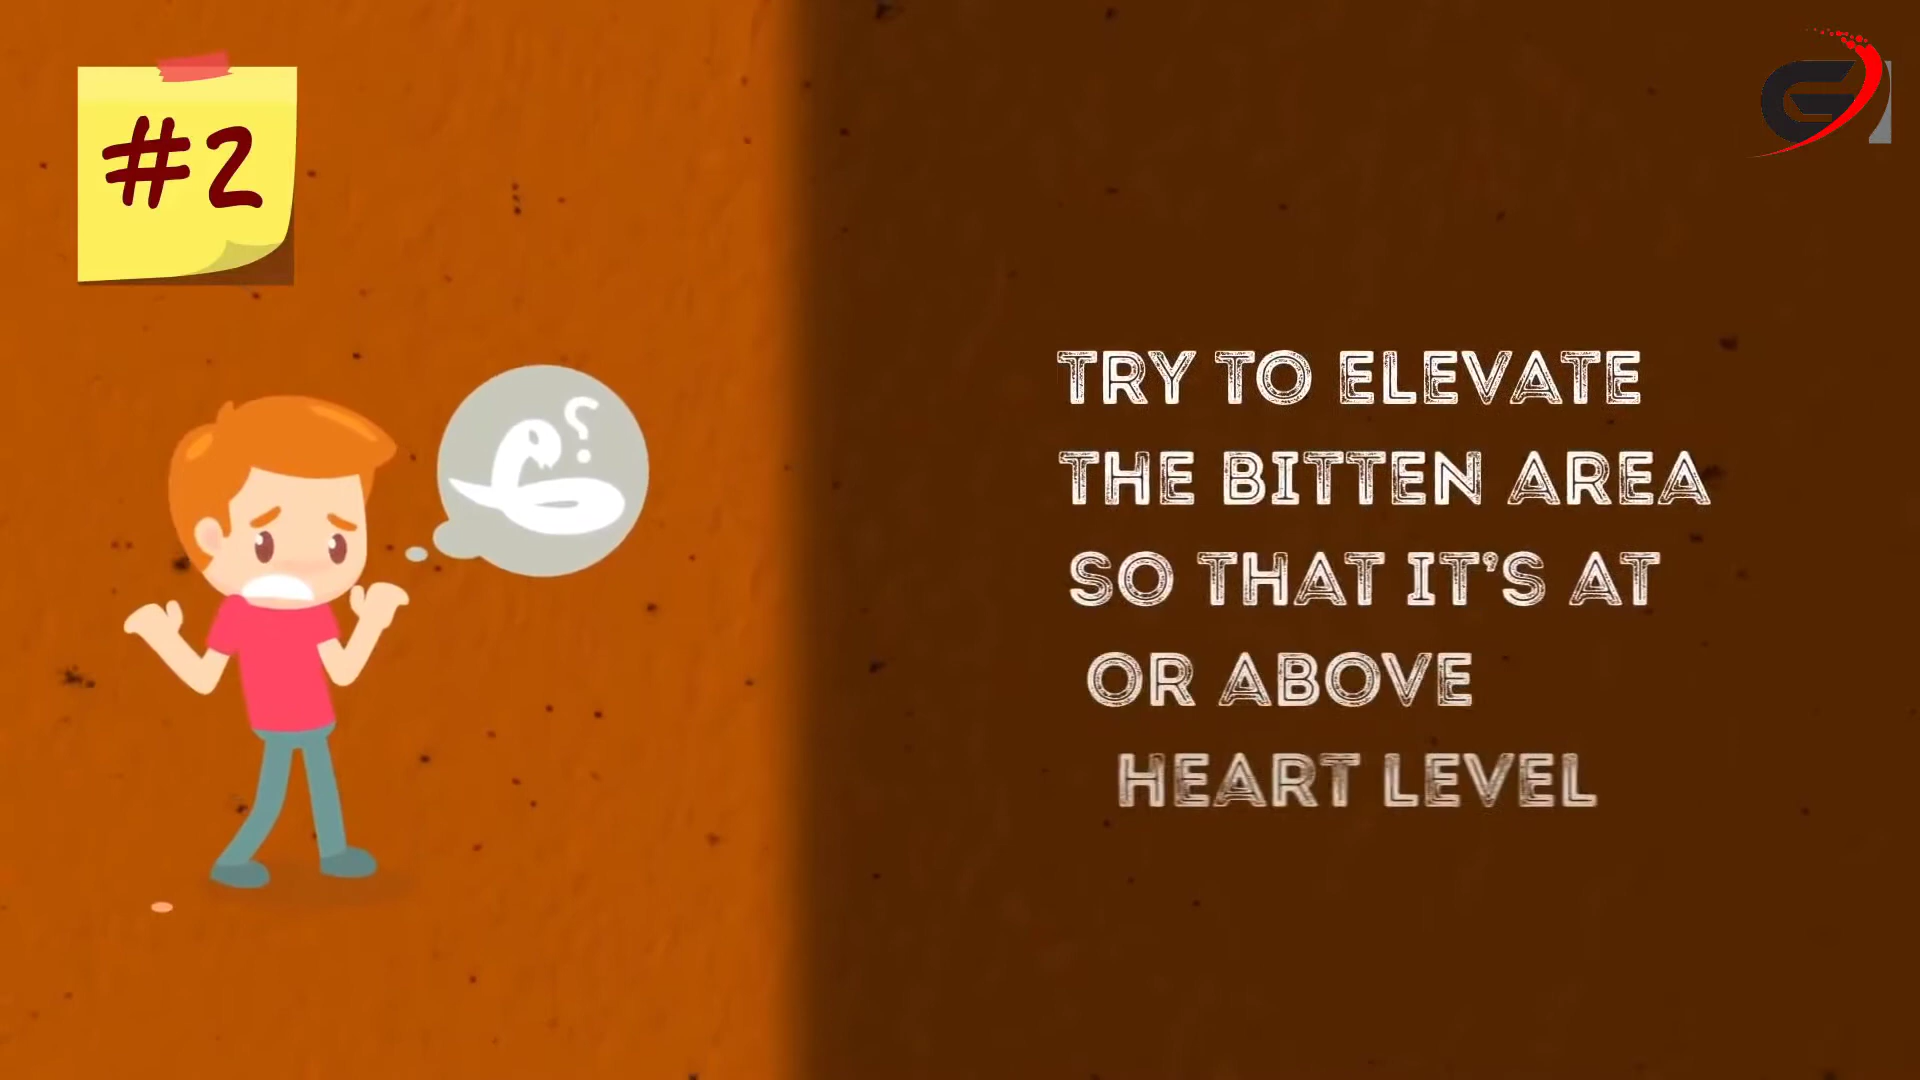 #2
TRY TO ELEVATE
THE BITTEN AREA
SO THAT IT'S AT
OR ABOVE
HEART LEVEL